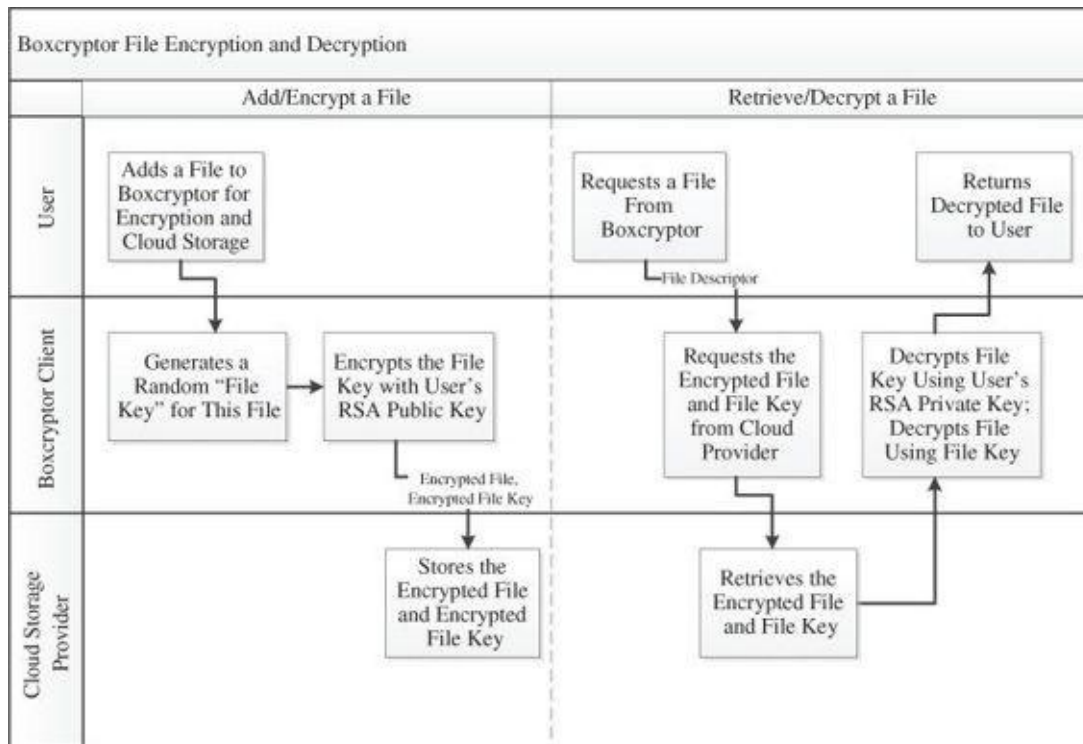 Boxcryptor File Encryption and Decryption
Add/Encrypt a File
Retrieve/Decrypt a File
User
Adds a File to
Boxcryptor for
Encryption and
Cloud Storage
Requests a File
From
Boxcryptor
File Descriptor
Returns
Decrypted File
to User
Boxcryptor Client
Generates a
Random “File
Key” for This File
Encrypts the File
Key with User’s
RSA Public Key
Encrypted File,
Encrypted File Key
Requests the
Encrypted File
and File Key
from Cloud
Provider
Decrypts File
Key Using User’s
RSA Private Key;
Decrypts File
Using File Key
Cloud Storage
Provider
Stores the
Encrypted File
and Encrypted
File Key
Retrieves the
Encrypted File
and File Key